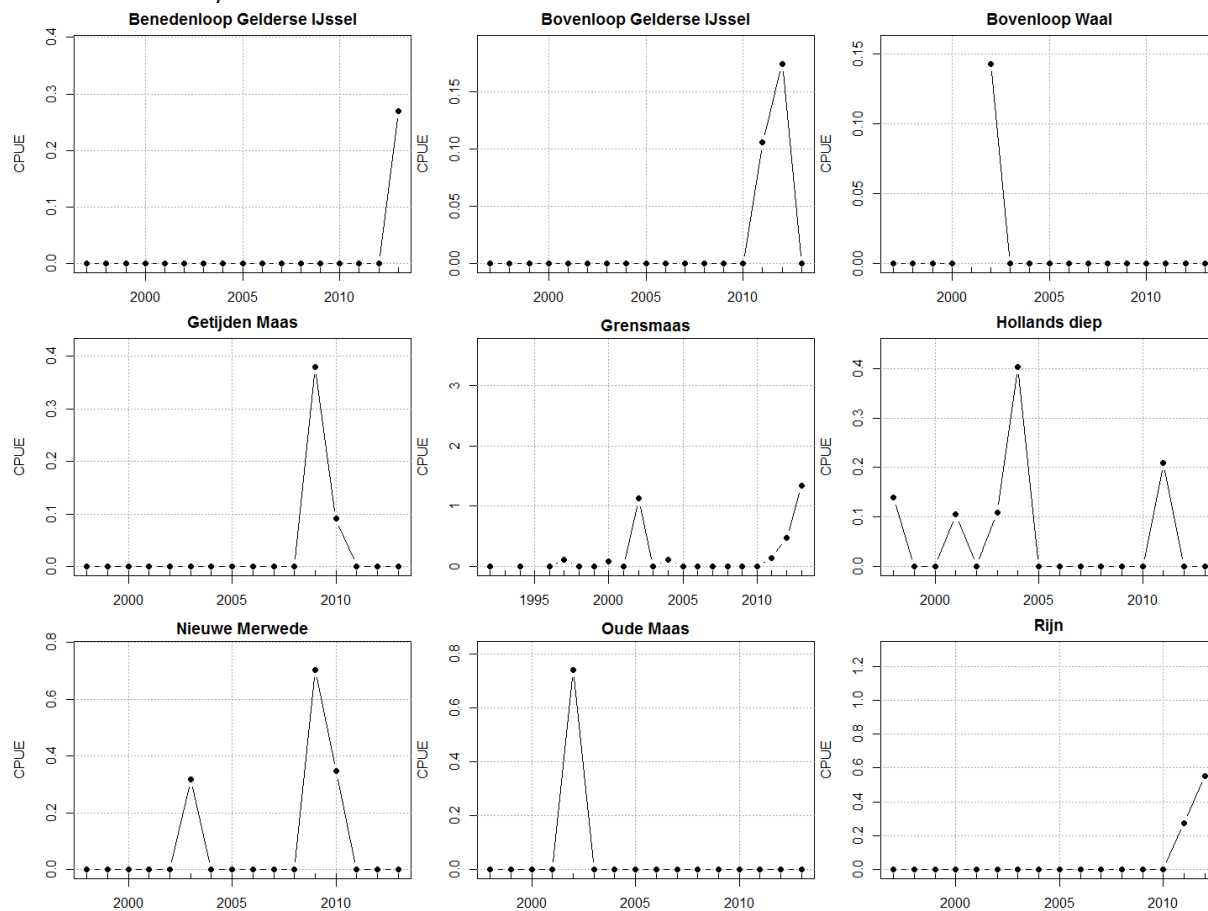 Benedenloop Gelderse IJssel
CPUE
0.0 0.1 0.2 0.3 0.4
2000 2005 2010
Bovenloop Gelderse IJssel
CPUE
0.00 0.05 0.10 0.15
2000 2005 2010
Bovenloop Waal
CPUE
0.00 0.05 0.10 0.15
2000 2005 2010
Getijden Maas
CPUE
0.0 0.1 0.2 0.3 0.4
2000 2005 2010
Grensmaas
CPUE
0 1 2 3
1995 2000 2005 2010
Hollands diep
CPUE
0.0 0.1 0.2 0.3 0.4
2000 2005 2010
Nieuwe Merwede
CPUE
0.0 0.2 0.4 0.6 0.8
2000 2005 2010
Oude Maas
CPUE
0.0 0.2 0.4 0.6 0.8
2000 2005 2010
Rijn
CPUE
0.0 0.2 0.4 0.6 0.8 1.0 1.2
2000 2005 2010